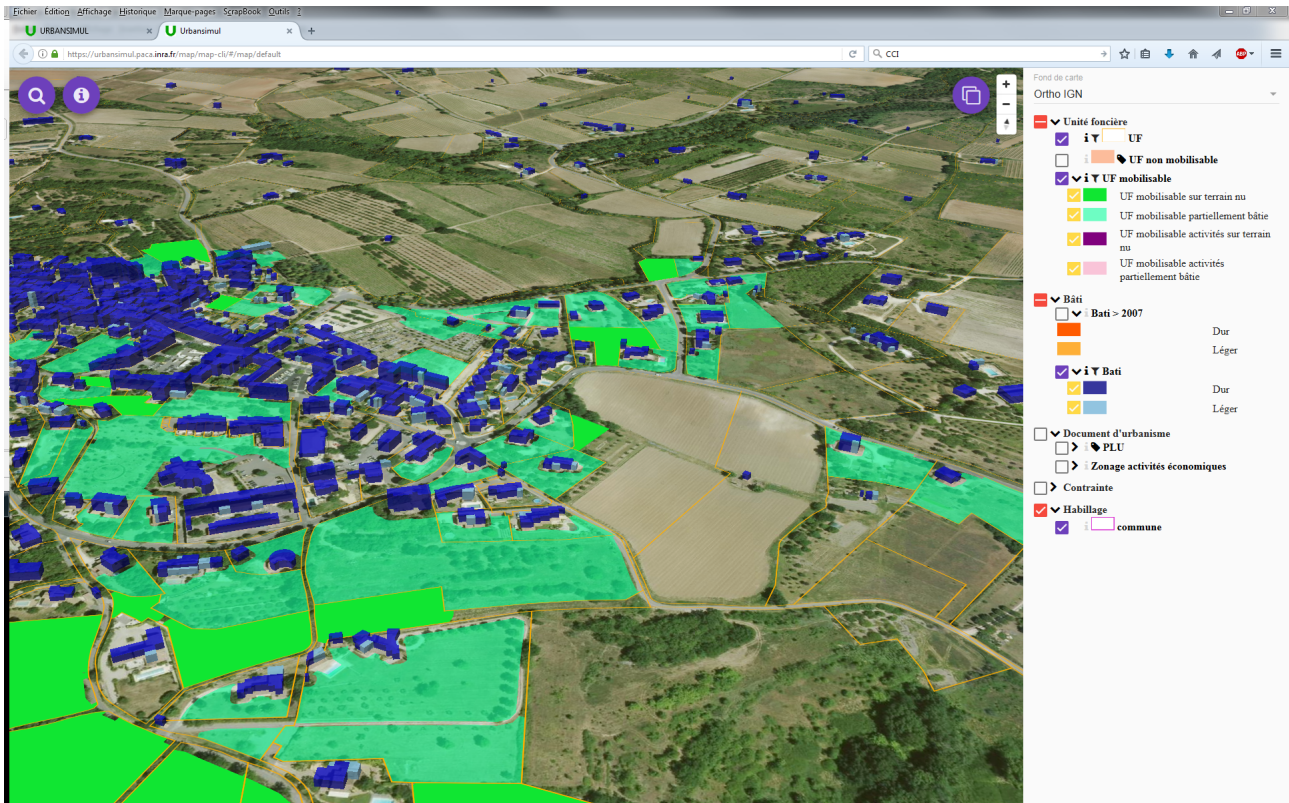 Fichier Édition Affichage Historique Marque-pages ScrapBook Outils ?
URBANSIMUL × Urbansimul × +
https://urbansimul.paca.inra.fr/map/map-cli/#/map/default
CCI
ABP
Fond de carte
Ortho IGN
Unité foncière
UF
UF non mobilisable
UF mobilisable
UF mobilisable sur terrain nu
UF mobilisable partiellement bâtie
UF mobilisable activités sur terrain
nu
UF mobilisable activités
partiellement bâtie
Bâti
Bati > 2007
Dur
Léger
Bati
Dur
Léger
Document d'urbanisme
PLU
Zonage activités économiques
Contrainte
Habillage
commune